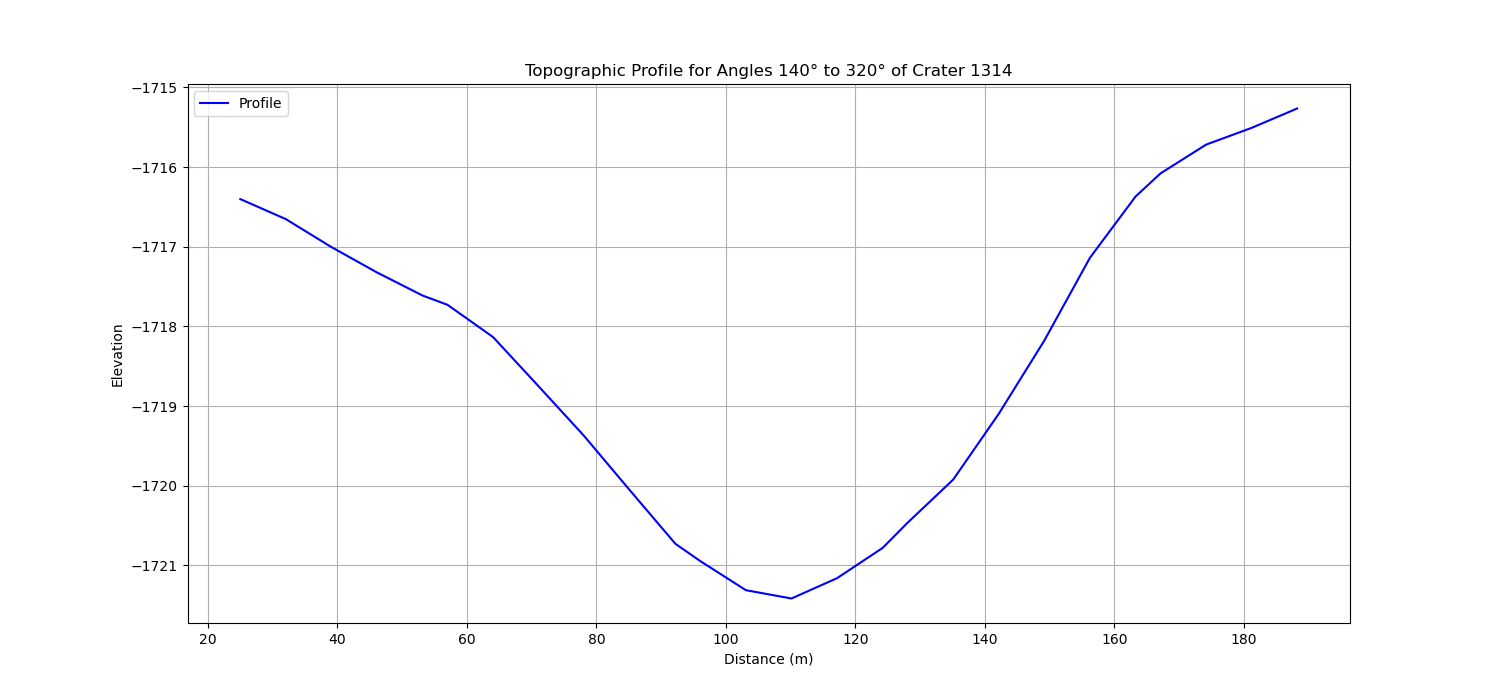 Topographic Profile for Angles 140° to 320° of Crater 1314
Profile
Elevation
−1715
−1716
−1717
−1718
−1719
−1720
−1721
20 40 60 80 100 120 140 160 180
Distance (m)